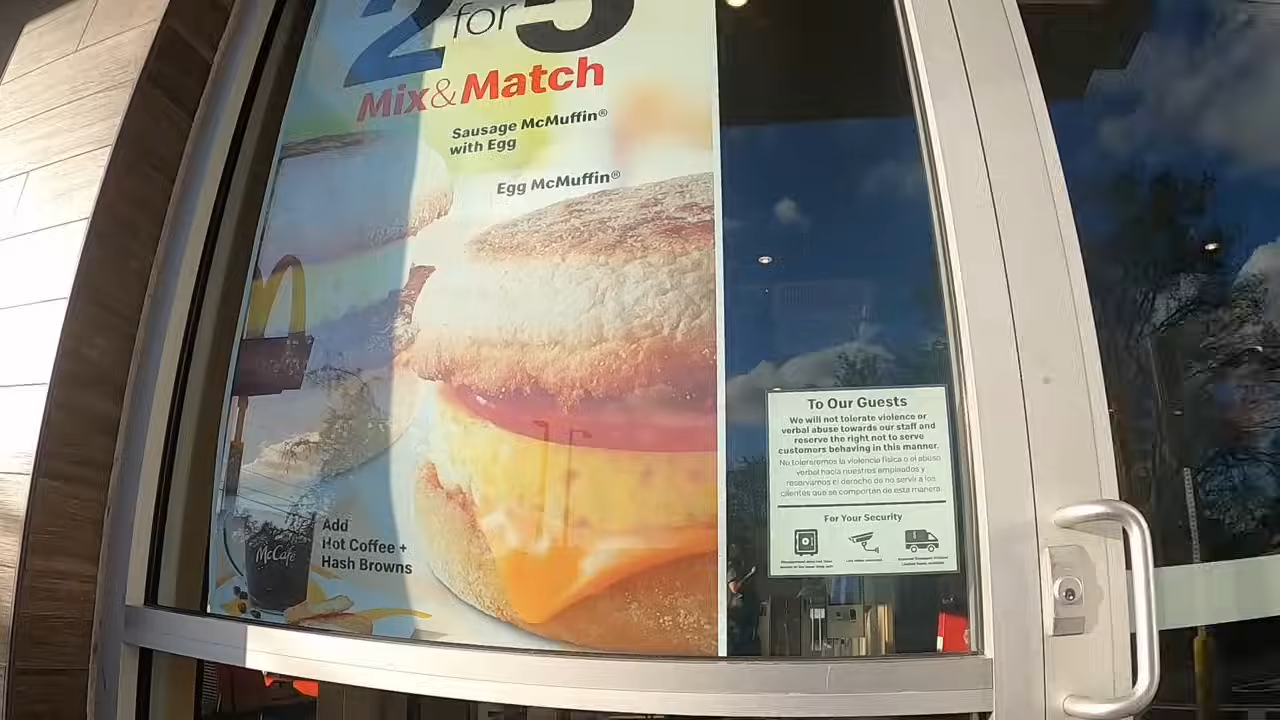 2 for 5
Mix&Match
Sausage McMuffin®
with Egg
Egg McMuffin®
Add
Hot Coffee +
Hash Browns
McCafé
To Our Guests
We will not tolerate violence or
verbal abuse towards our staff and
reserve the right not to serve
customers behaving in this manner.
No toleraremos la violencia física o el abuso
verbal hacia nuestros empleados y
reservamos el derecho de no servir a los
clientes que se comporten de esta manera.
For Your Security